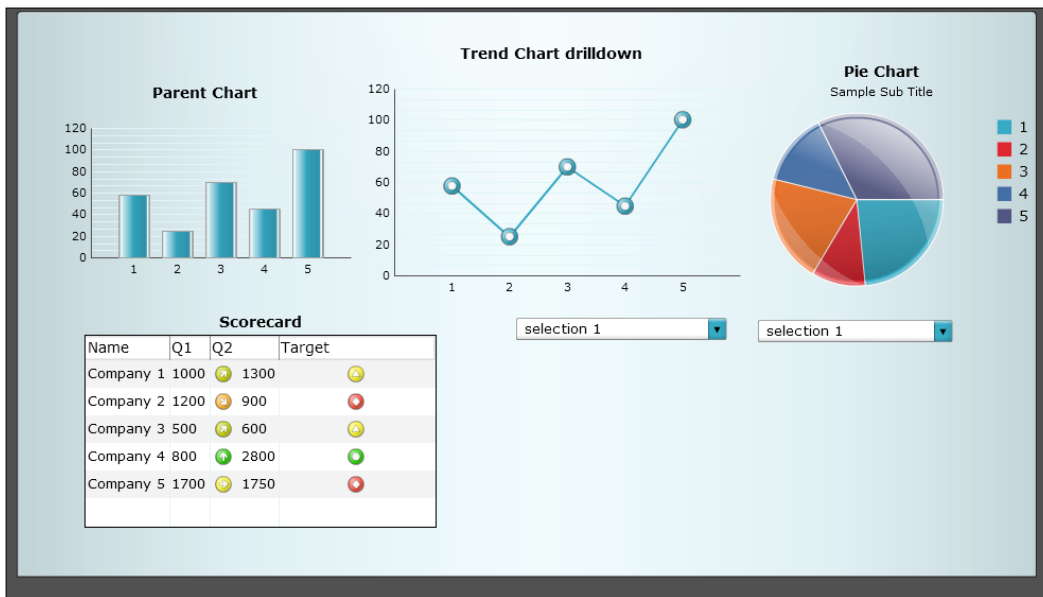 Parent Chart
120
100
80
60
40
20
0
1 2 3 4 5
Trend Chart drilldown
120
100
80
60
40
20
0
1 2 3 4 5
Pie Chart
Sample Sub Title
1
2
3
4
5
selection 1
selection 1
Scorecard
Name Q1 Q2 Target
Company 1 1000 1300
Company 2 1200 900
Company 3 500 600
Company 4 800 2800
Company 5 1700 1750